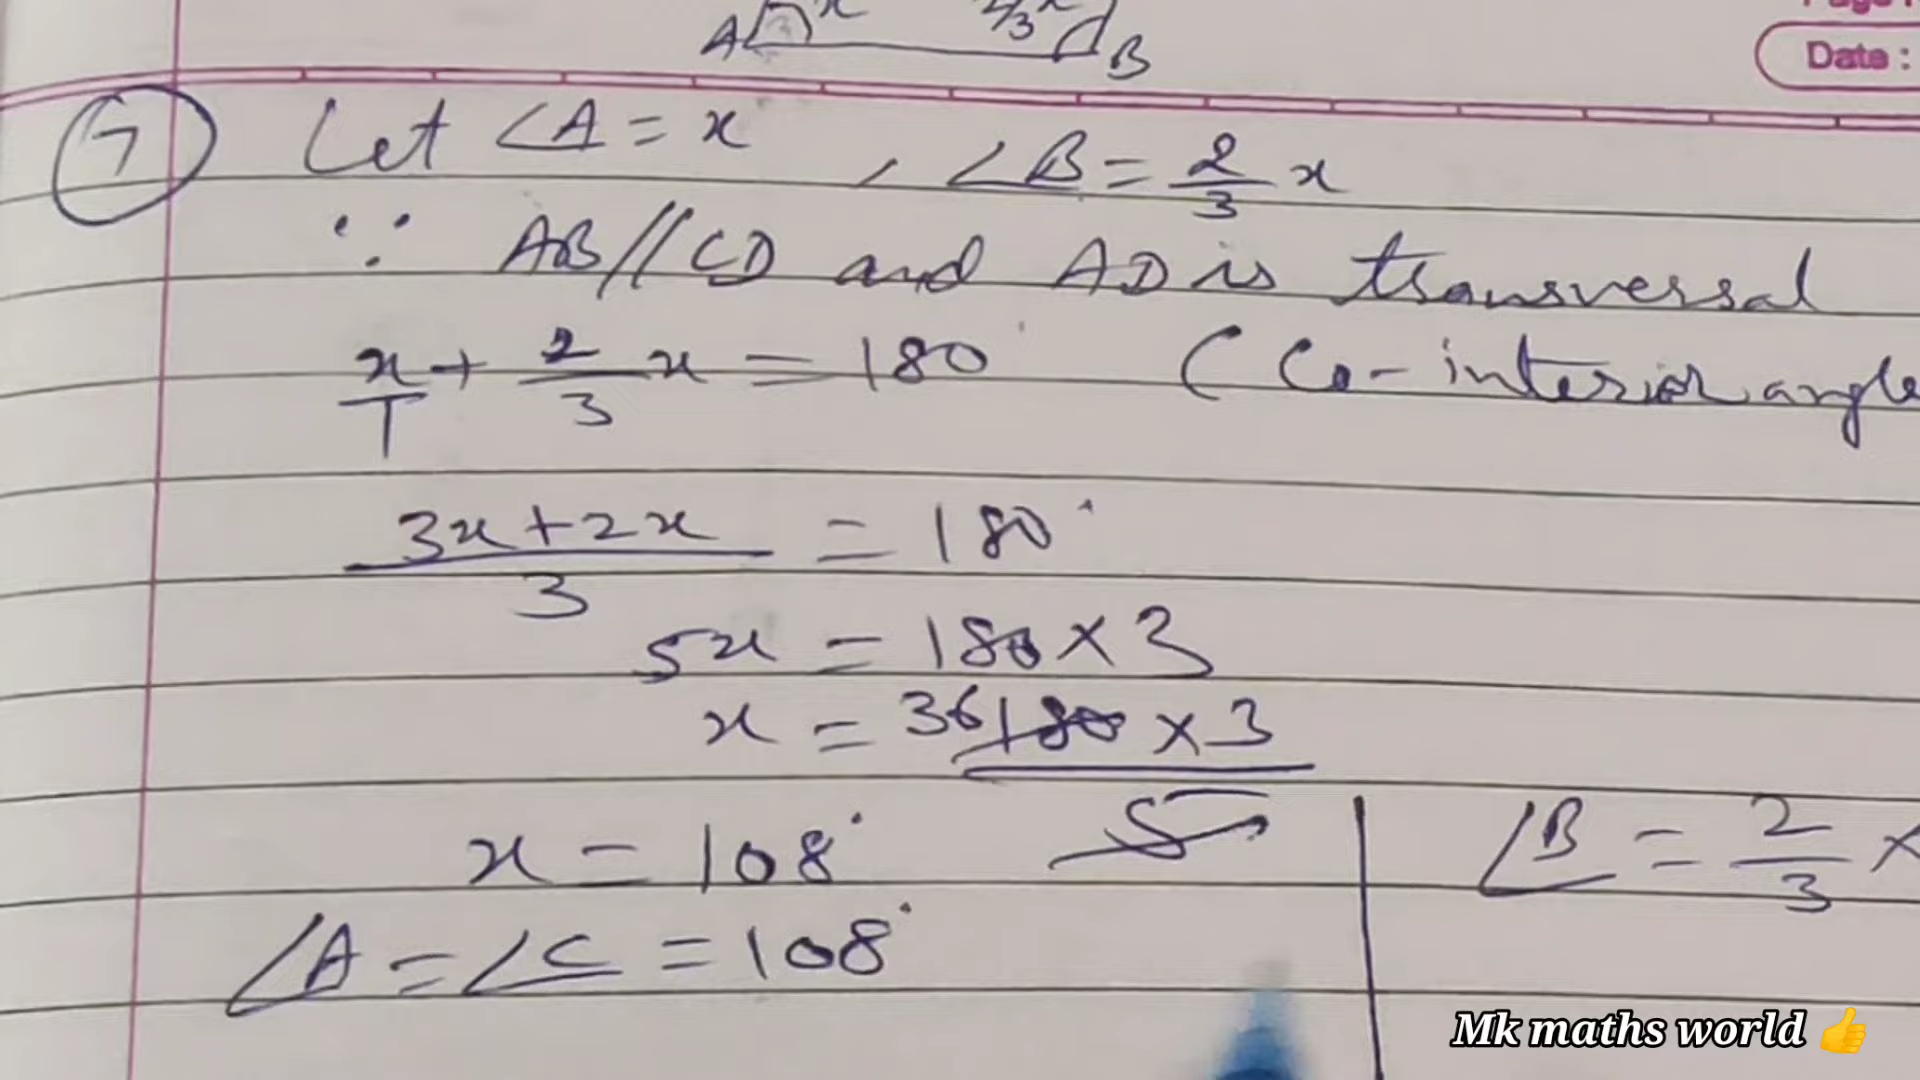 A x 2/3 x B
Date :
7 Let ∠A = x , ∠B = 2/3 x
∵ AB//CD and AD is transversal
x/1 + 2/3 x = 180° (Co-interior angle
3x+2x/3 = 180°
5x = 180×3
x = 36 180 ×3/5
x = 108°
∠B = 2/3 ×
∠A = ∠C = 108°
Mk maths world 👍